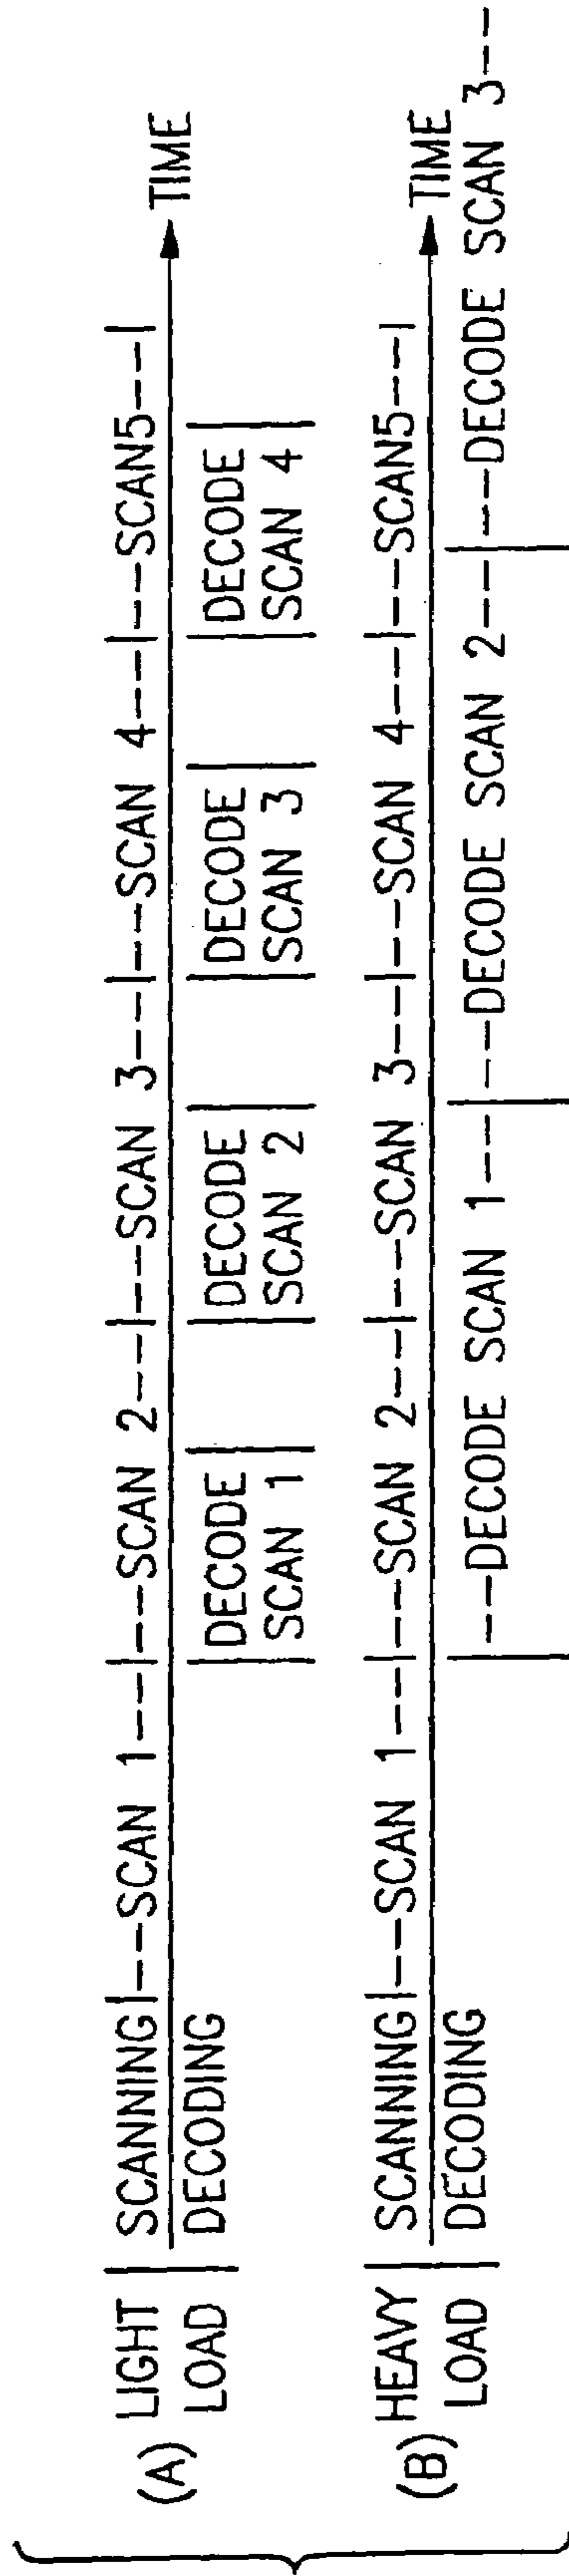 (A) LIGHT LOAD
SCANNING |---SCAN 1---|---SCAN 2---|---SCAN 3---|---SCAN 4---|---SCAN5---| TIME
DECODING | DECODE SCAN 1 | | DECODE SCAN 2 | | DECODE SCAN 3 | | DECODE SCAN 4 |
(B) HEAVY LOAD
SCANNING |---SCAN 1---|---SCAN 2---|---SCAN 3---|---SCAN 4---|---SCAN5---| TIME
DECODING |---DECODE SCAN 1---|---DECODE SCAN 2---|---DECODE SCAN 3---